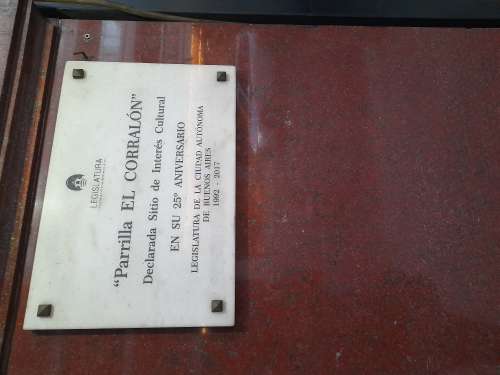 LEGISLATURA
“Parrilla EL CORRALÓN”
Declarada Sitio de Interés Cultural
EN SU 25º ANIVERSARIO
LEGISLATURA DE LA CIUDAD AUTÓNOMA
DE BUENOS AIRES
1992 - 2017